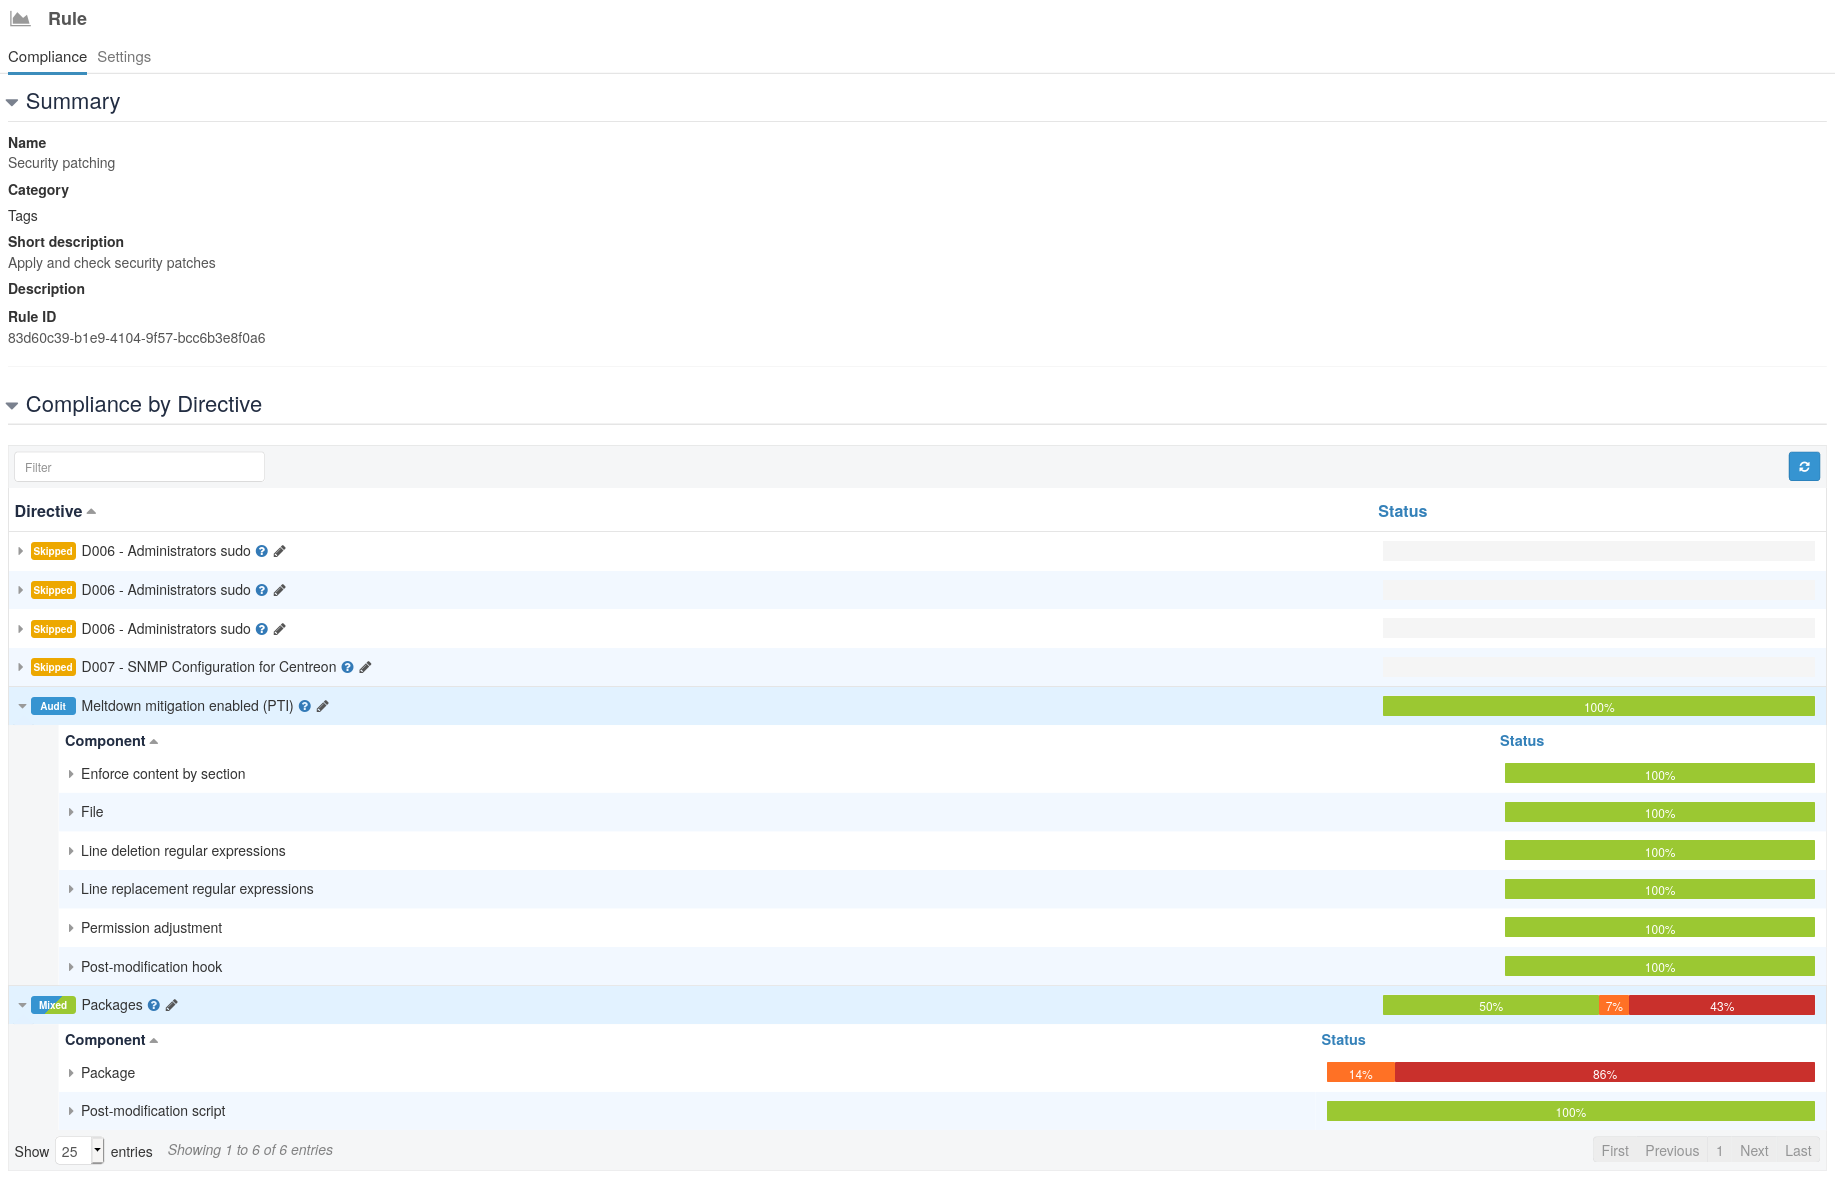 Rule
Compliance Settings
Summary
Name
Security patching
Category
Tags
Short description
Apply and check security patches
Description
Rule ID
83d60c39-b1e9-4104-9f57-bcc6b3e8f0a6
Compliance by Directive
Filter
Directive Status
Skipped D006 - Administrators sudo
Skipped D006 - Administrators sudo
Skipped D006 - Administrators sudo
Skipped D007 - SNMP Configuration for Centreon
Audit Meltdown mitigation enabled (PTI) 100%
Component Status
Enforce content by section 100%
File 100%
Line deletion regular expressions 100%
Line replacement regular expressions 100%
Permission adjustment 100%
Post-modification hook 100%
Mixed Packages 50% 7% 43%
Component Status
Package 14% 86%
Post-modification script 100%
Show 25 entries Showing 1 to 6 of 6 entries First Previous 1 Next Last